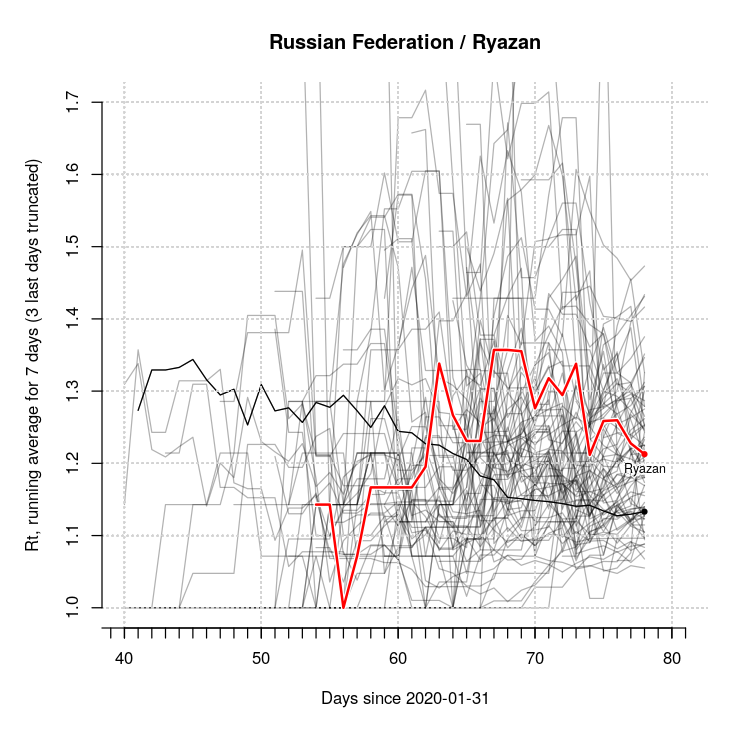 Russian Federation / Ryazan
Rt, running average for 7 days (3 last days truncated)
1.7
1.6
1.5
1.4
1.3
1.2
1.1
1.0
Ryazan
40 50 60 70 80
Days since 2020-01-31